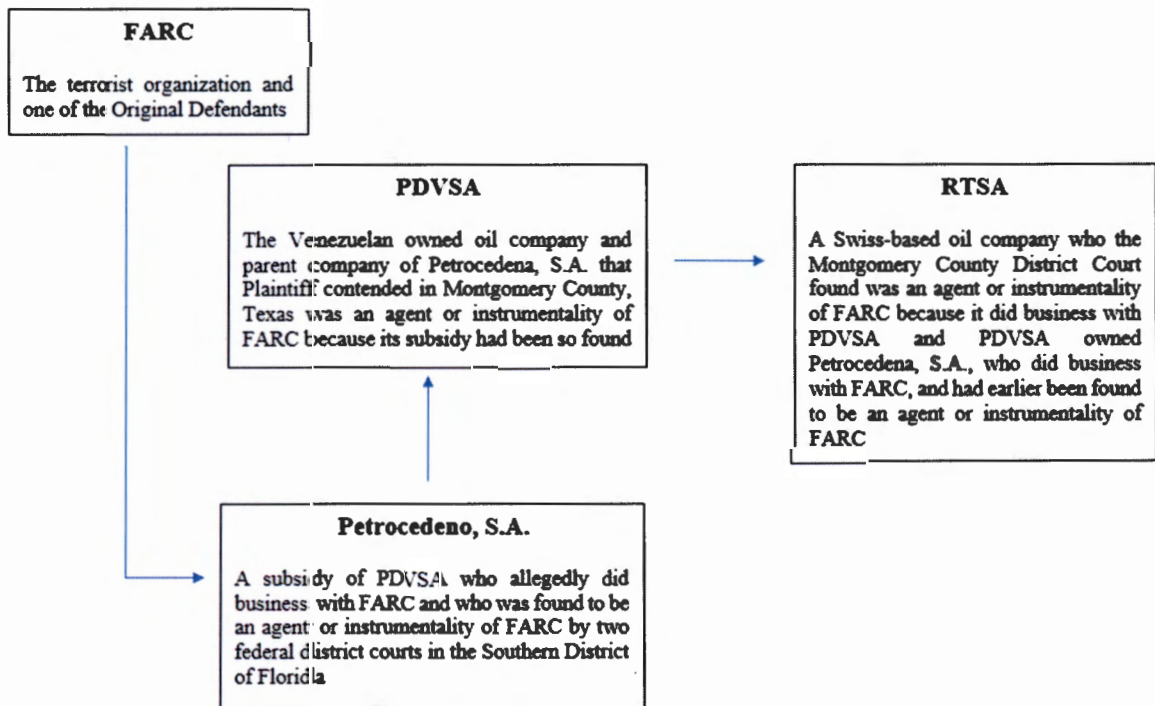 FARC
The terrorist organization and
one of the Original Defendants
PDVSA
The Venezuelan owned oil company and
parent company of Petrocedena, S.A. that
Plaintiff contended in Montgomery County,
Texas was an agent or instrumentality of
FARC because its subsidy had been so found
RTSA
A Swiss-based oil company who the
Montgomery County District Court
found was an agent or instrumentality
of FARC because it did business with
PDVSA and PDVSA owned
Petrocedena, S.A., who did business
with FARC, and had earlier been found
to be an agent or instrumentality of
FARC
Petrocedeno, S.A.
A subsidy of PDVSA who allegedly did
business with FARC and who was found to be
an agent or instrumentality of FARC by two
federal district courts in the Southern District
of Florida